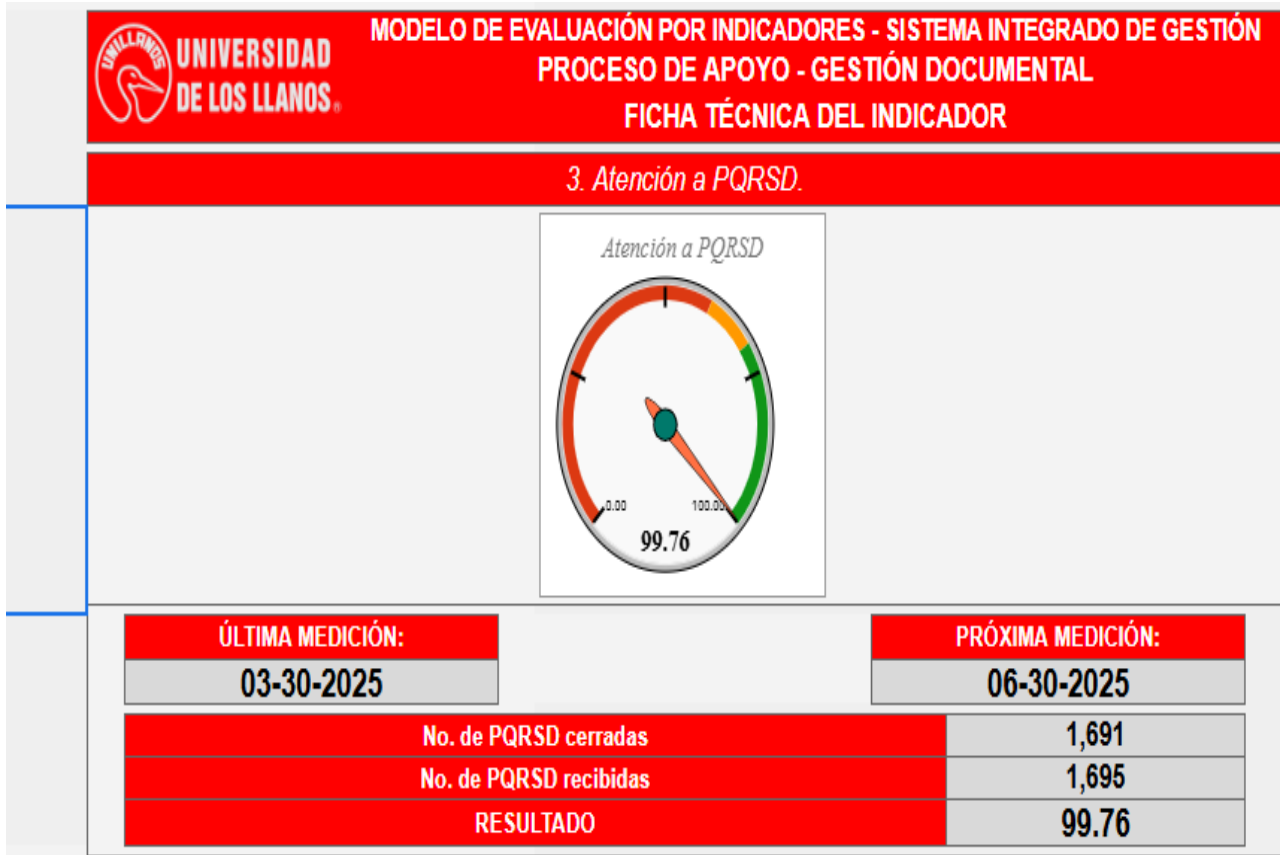 MODELO DE EVALUACIÓN POR INDICADORES - SISTEMA INTEGRADO DE GESTIÓN
PROCESO DE APOYO - GESTIÓN DOCUMENTAL
FICHA TÉCNICA DEL INDICADOR
UNILLANOS
UNIVERSIDAD
DE LOS LLANOS
3. Atención a PQRSD.
Atención a PQRSD
0.00
100.00
99.76
ÚLTIMA MEDICIÓN:
03-30-2025
PRÓXIMA MEDICIÓN:
06-30-2025
No. de PQRSD cerradas 1,691
No. de PQRSD recibidas 1,695
RESULTADO 99.76